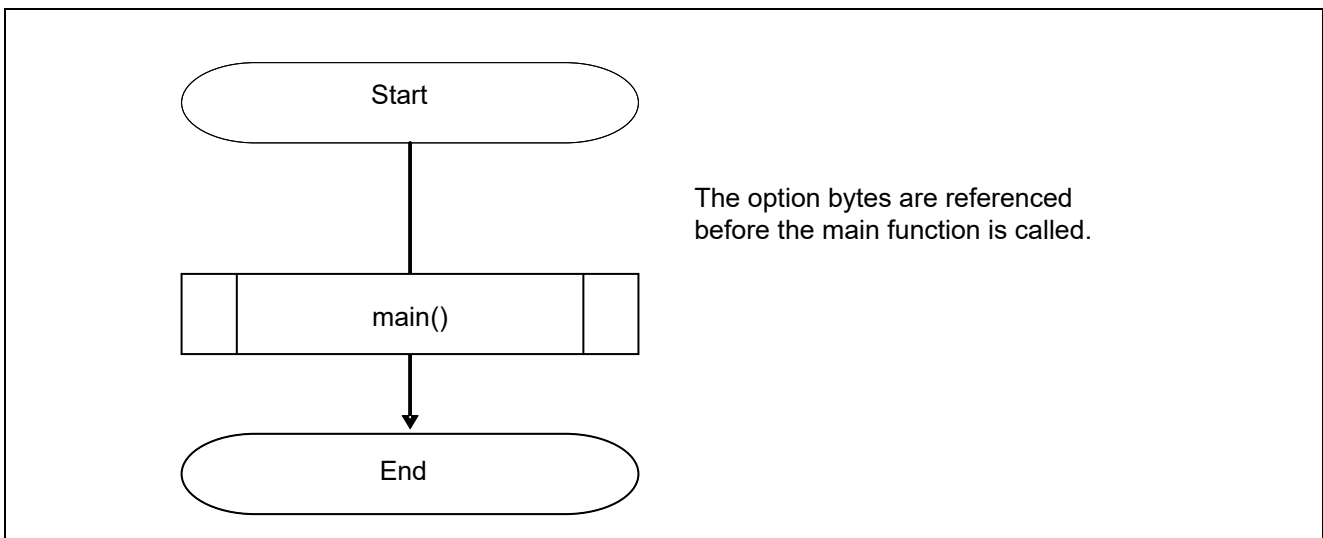 Start
The option bytes are referenced
before the main function is called.
main()
End